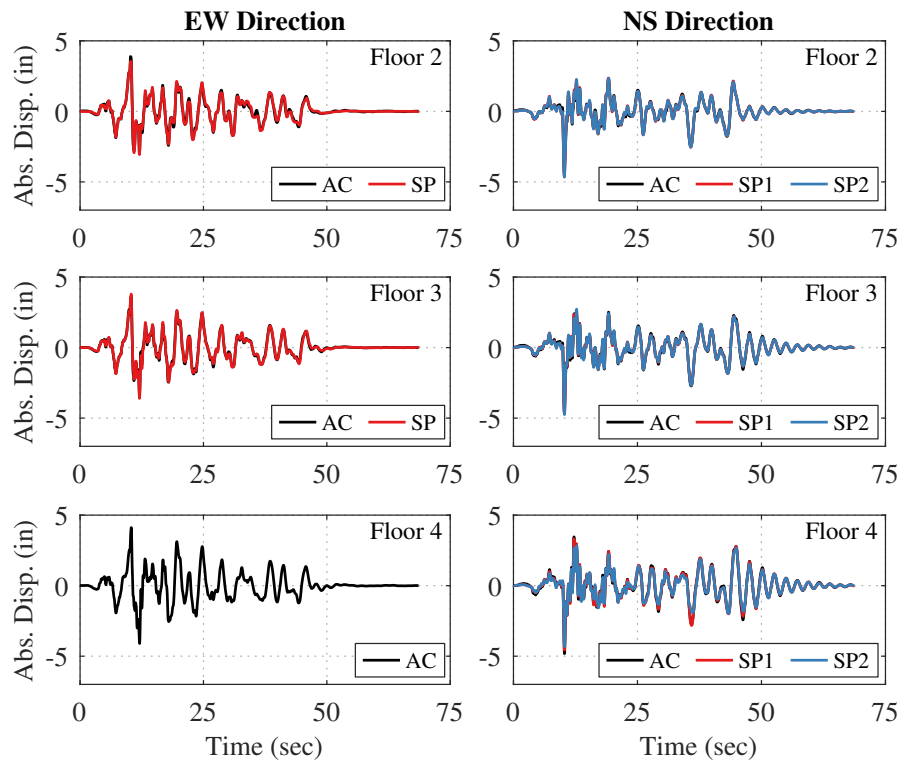 EW Direction
NS Direction
5
0
-5
Abs. Disp. (in)
Floor 2
AC SP
0 25 50 75
5
0
-5
Floor 2
AC SP1 SP2
0 25 50 75
5
0
-5
Abs. Disp. (in)
Floor 3
AC SP
0 25 50 75
5
0
-5
Floor 3
AC SP1 SP2
0 25 50 75
5
0
-5
Abs. Disp. (in)
Floor 4
AC
0 25 50 75
Time (sec)
5
0
-5
Floor 4
AC SP1 SP2
0 25 50 75
Time (sec)